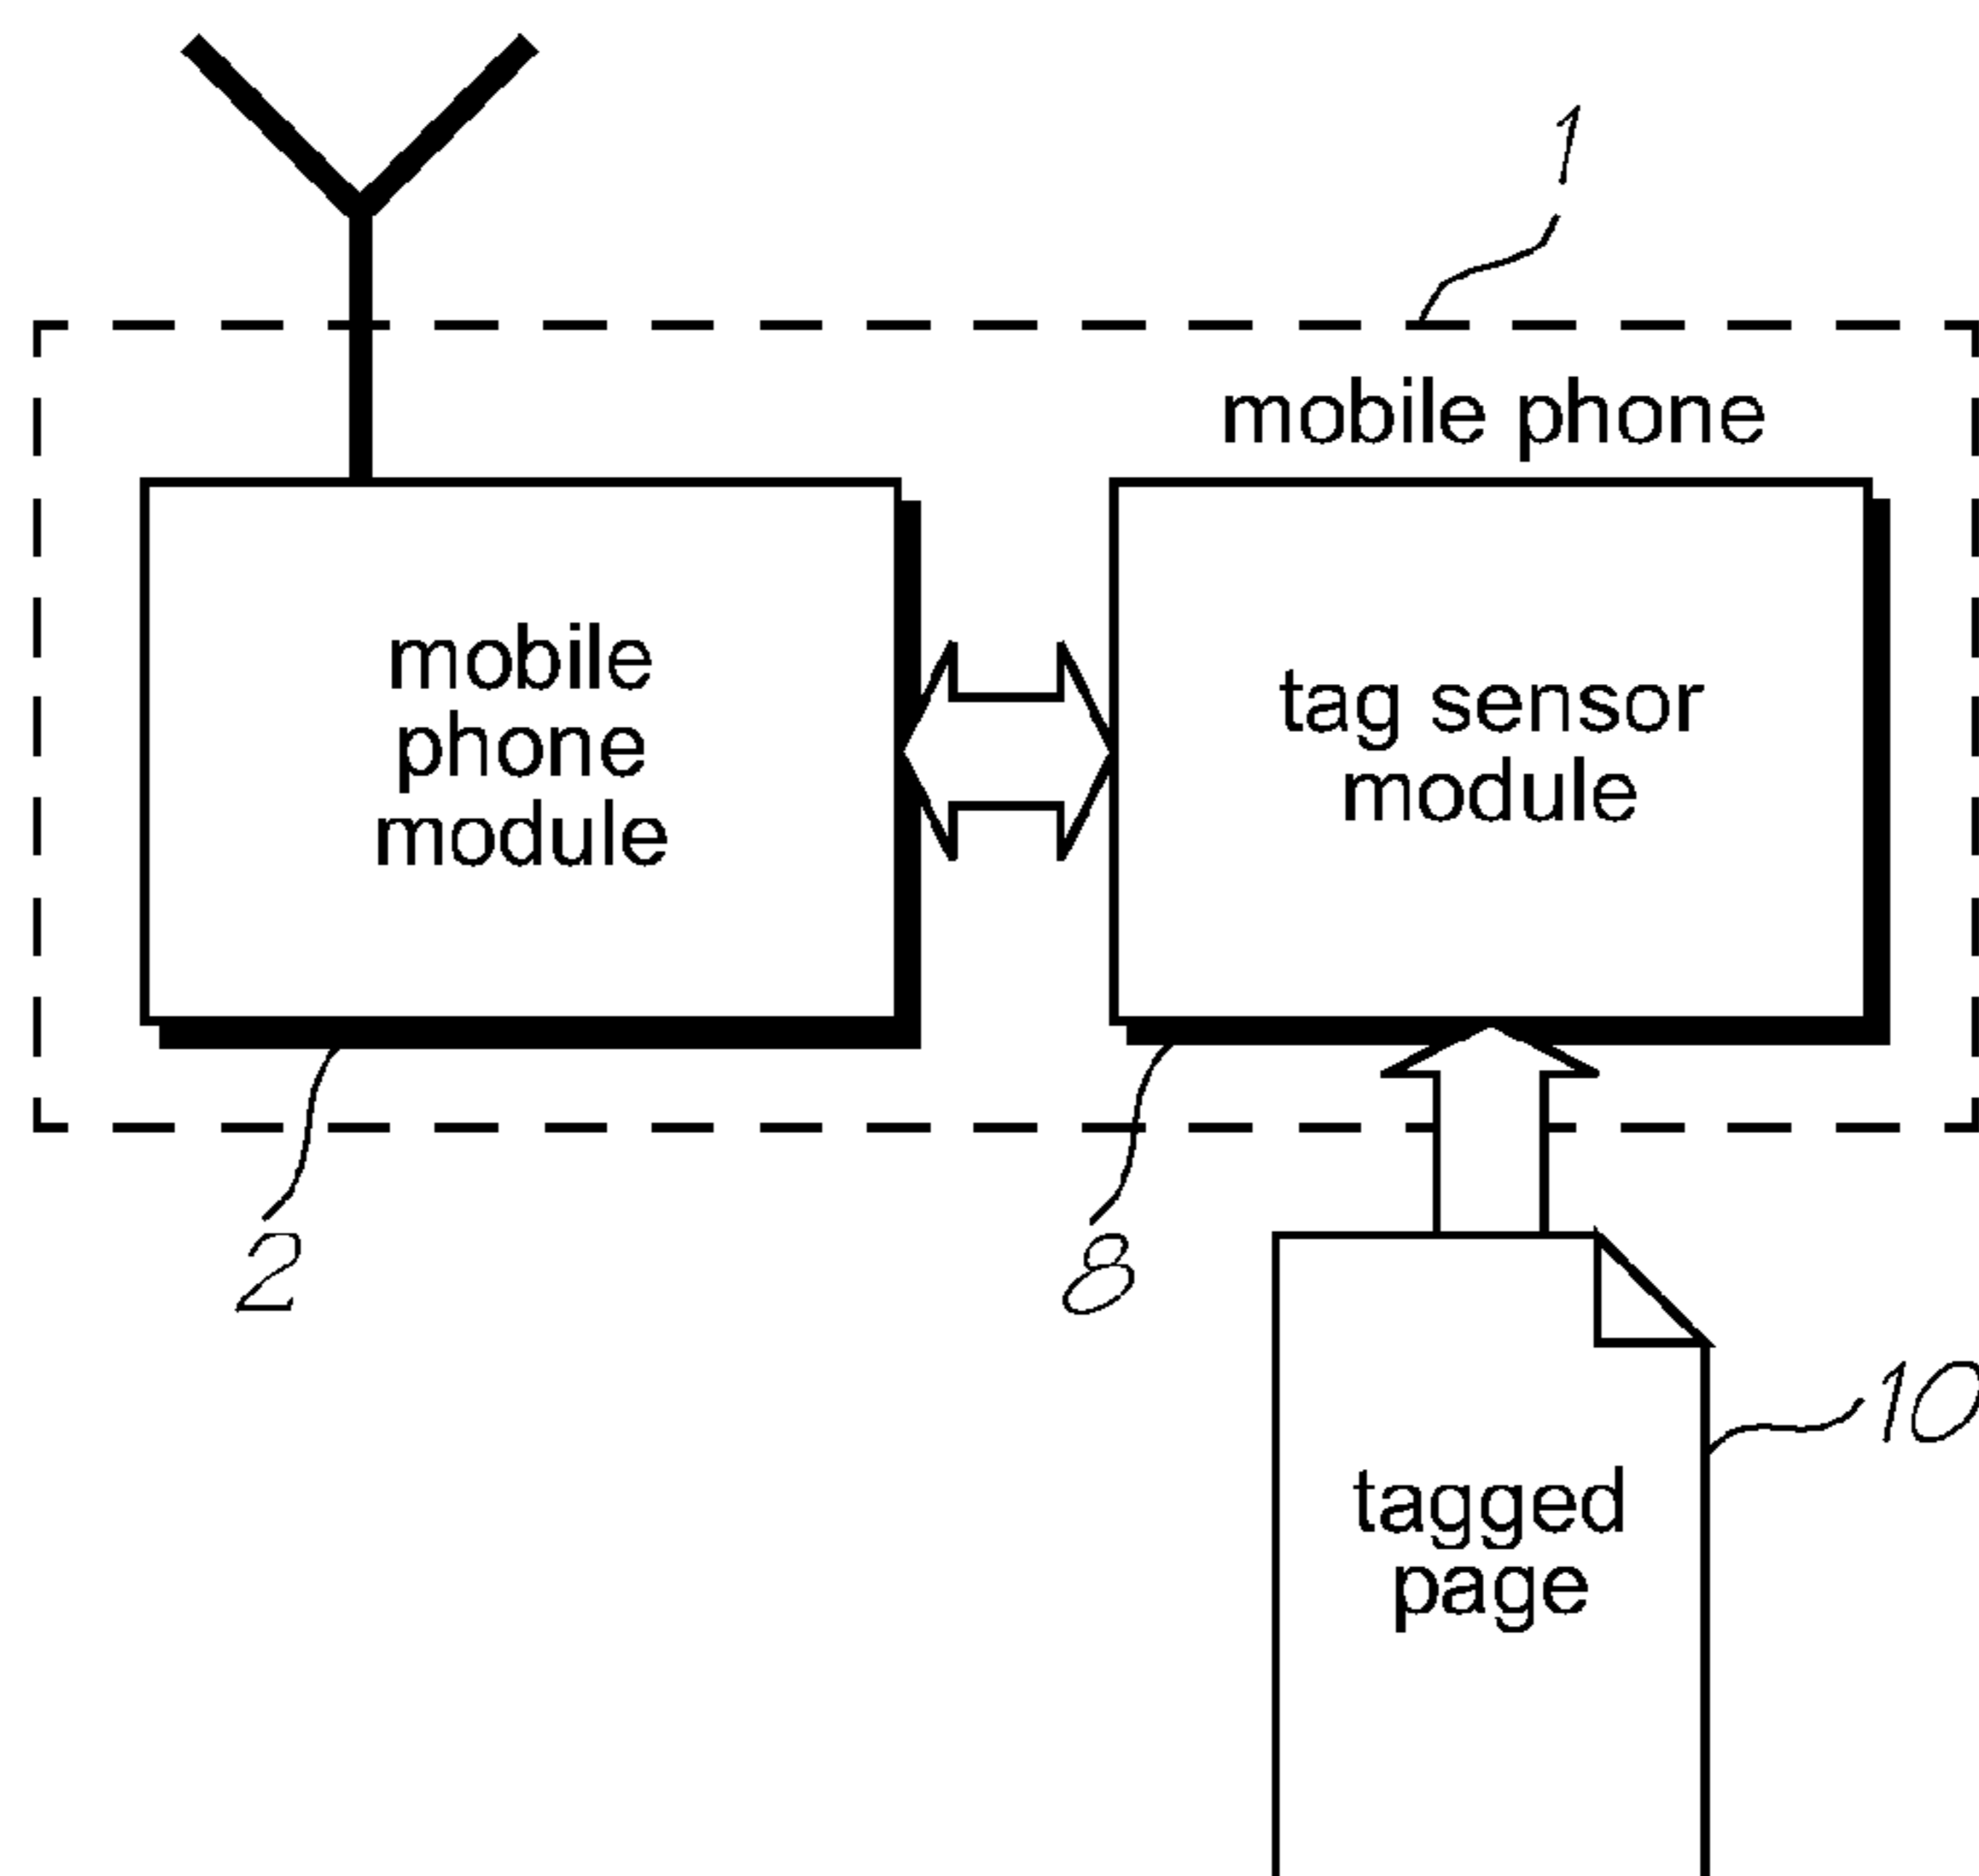 1
mobile phone
mobile
phone
module
tag sensor
module
2
8
10
tagged
page